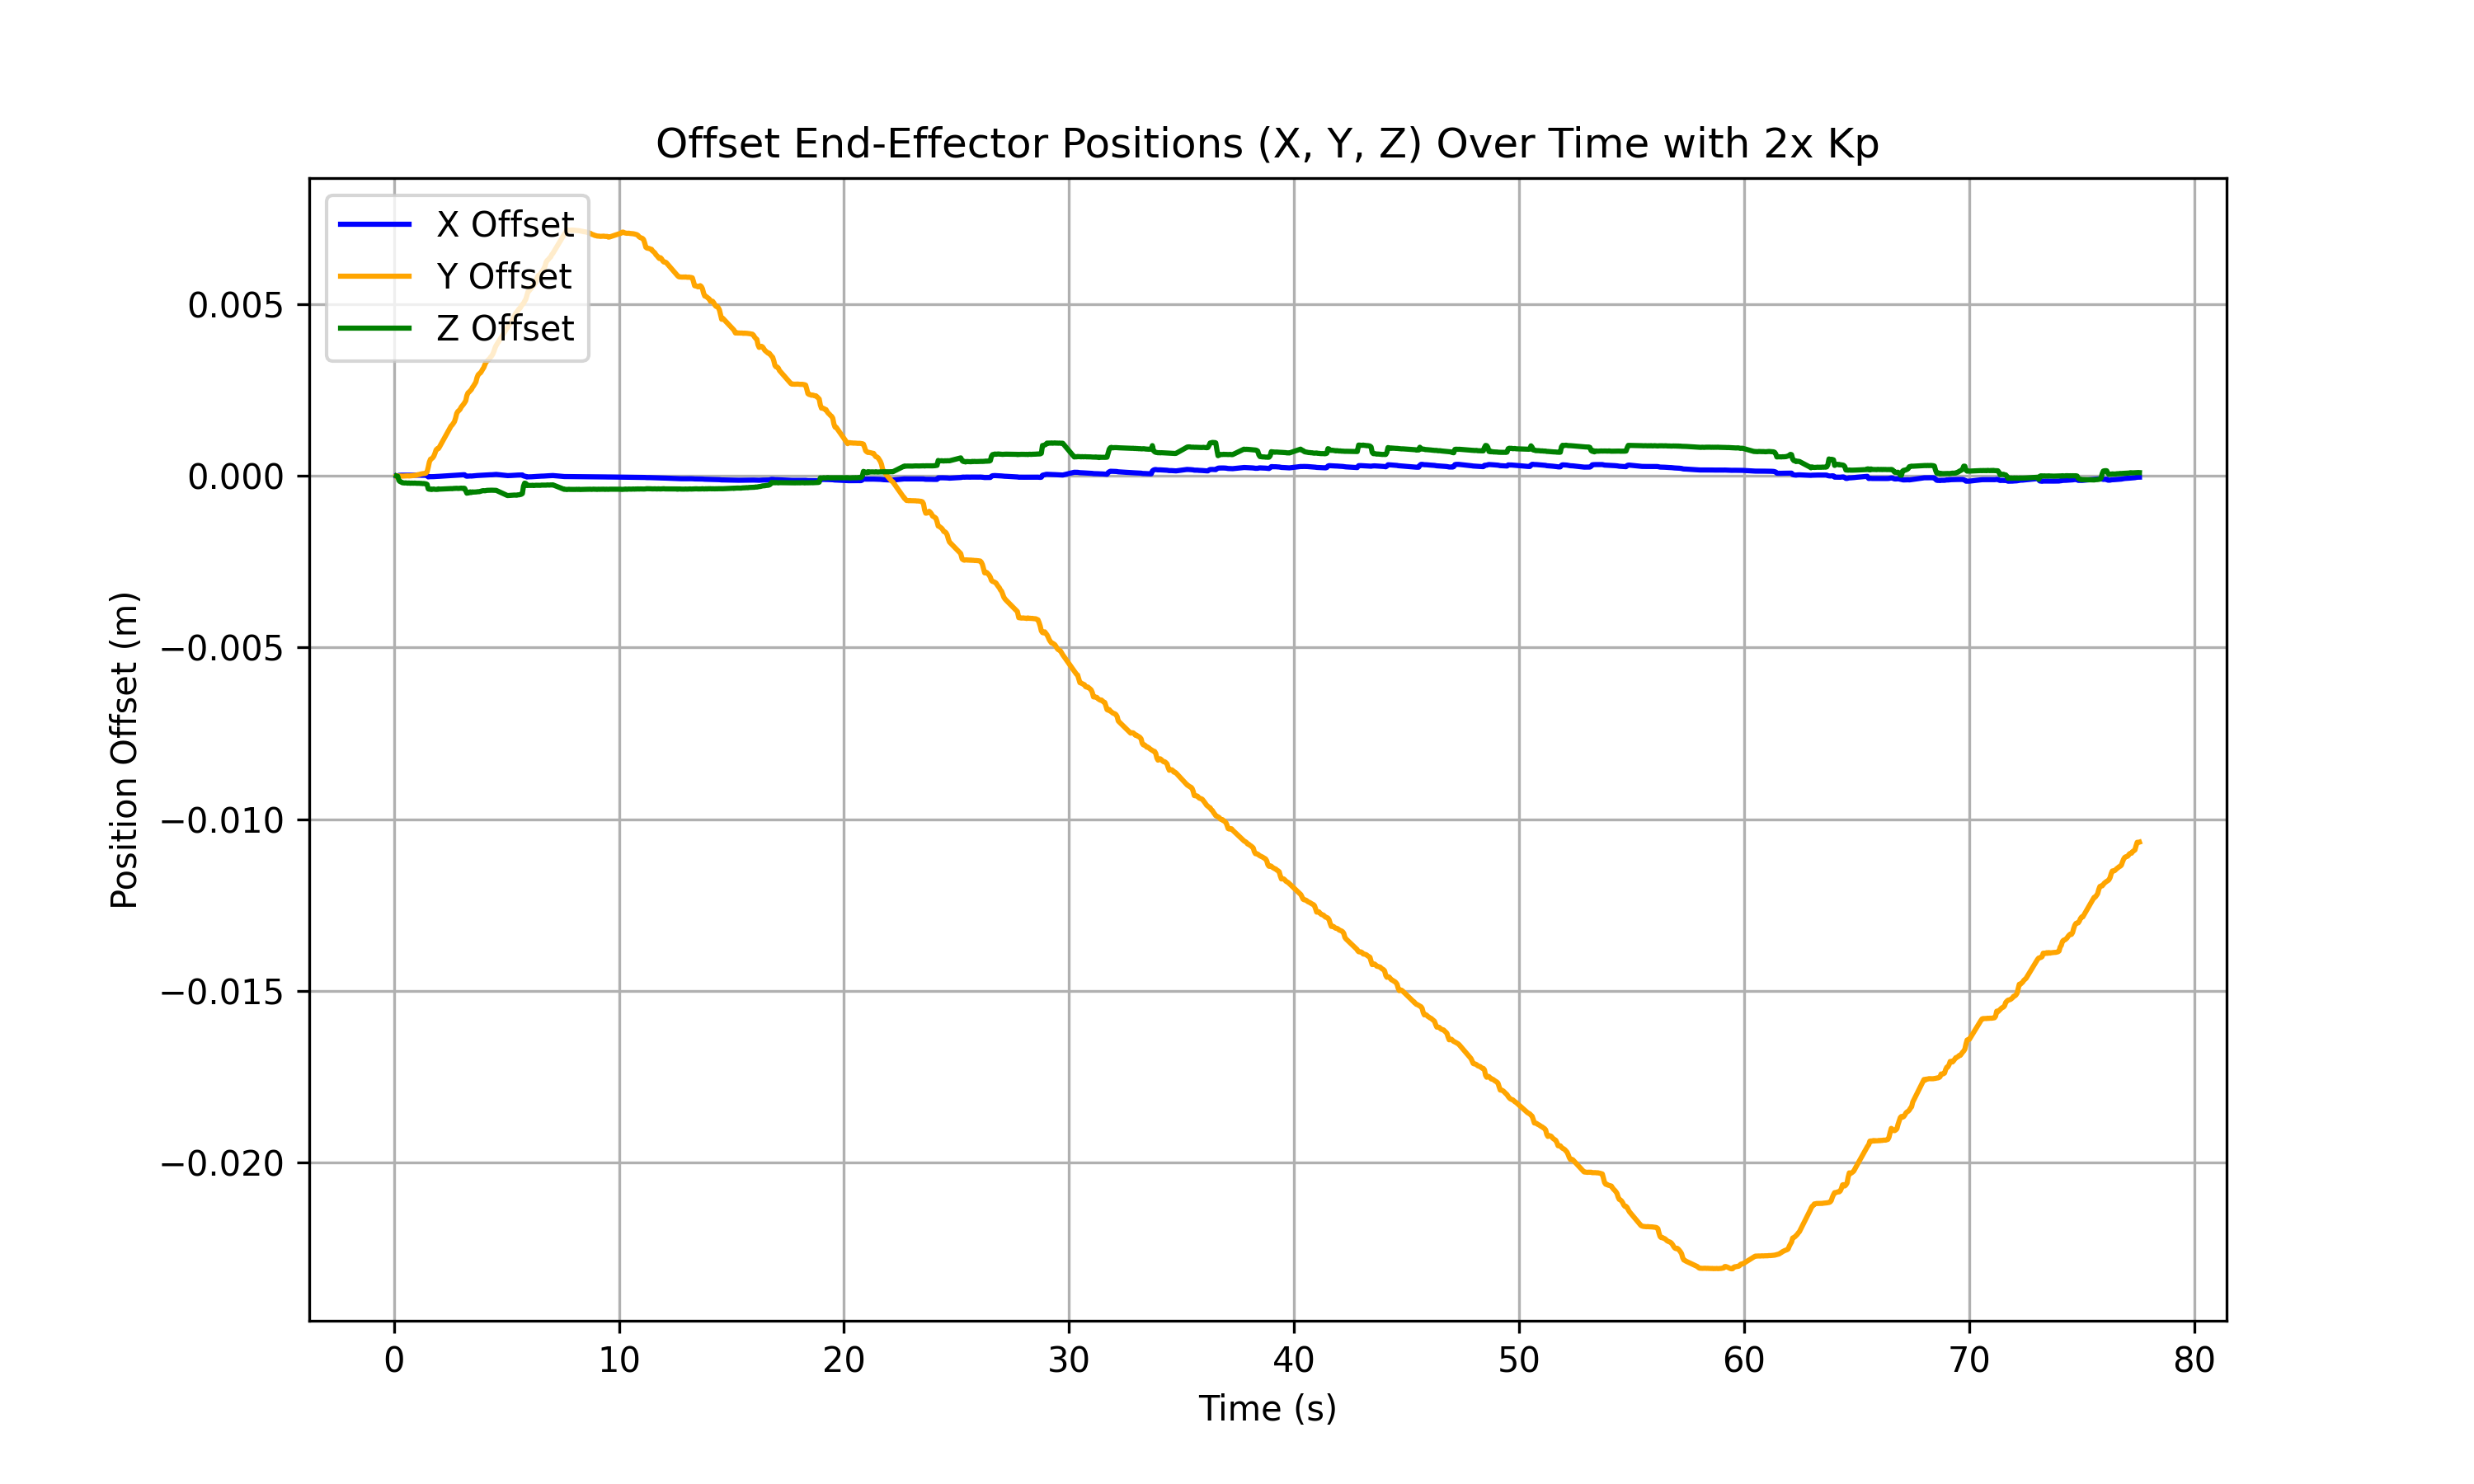 Offset End-Effector Positions (X, Y, Z) Over Time with 2x Kp
X Offset
Y Offset
Z Offset
Position Offset (m)
0.005
0.000
−0.005
−0.010
−0.015
−0.020
0 10 20 30 40 50 60 70 80
Time (s)